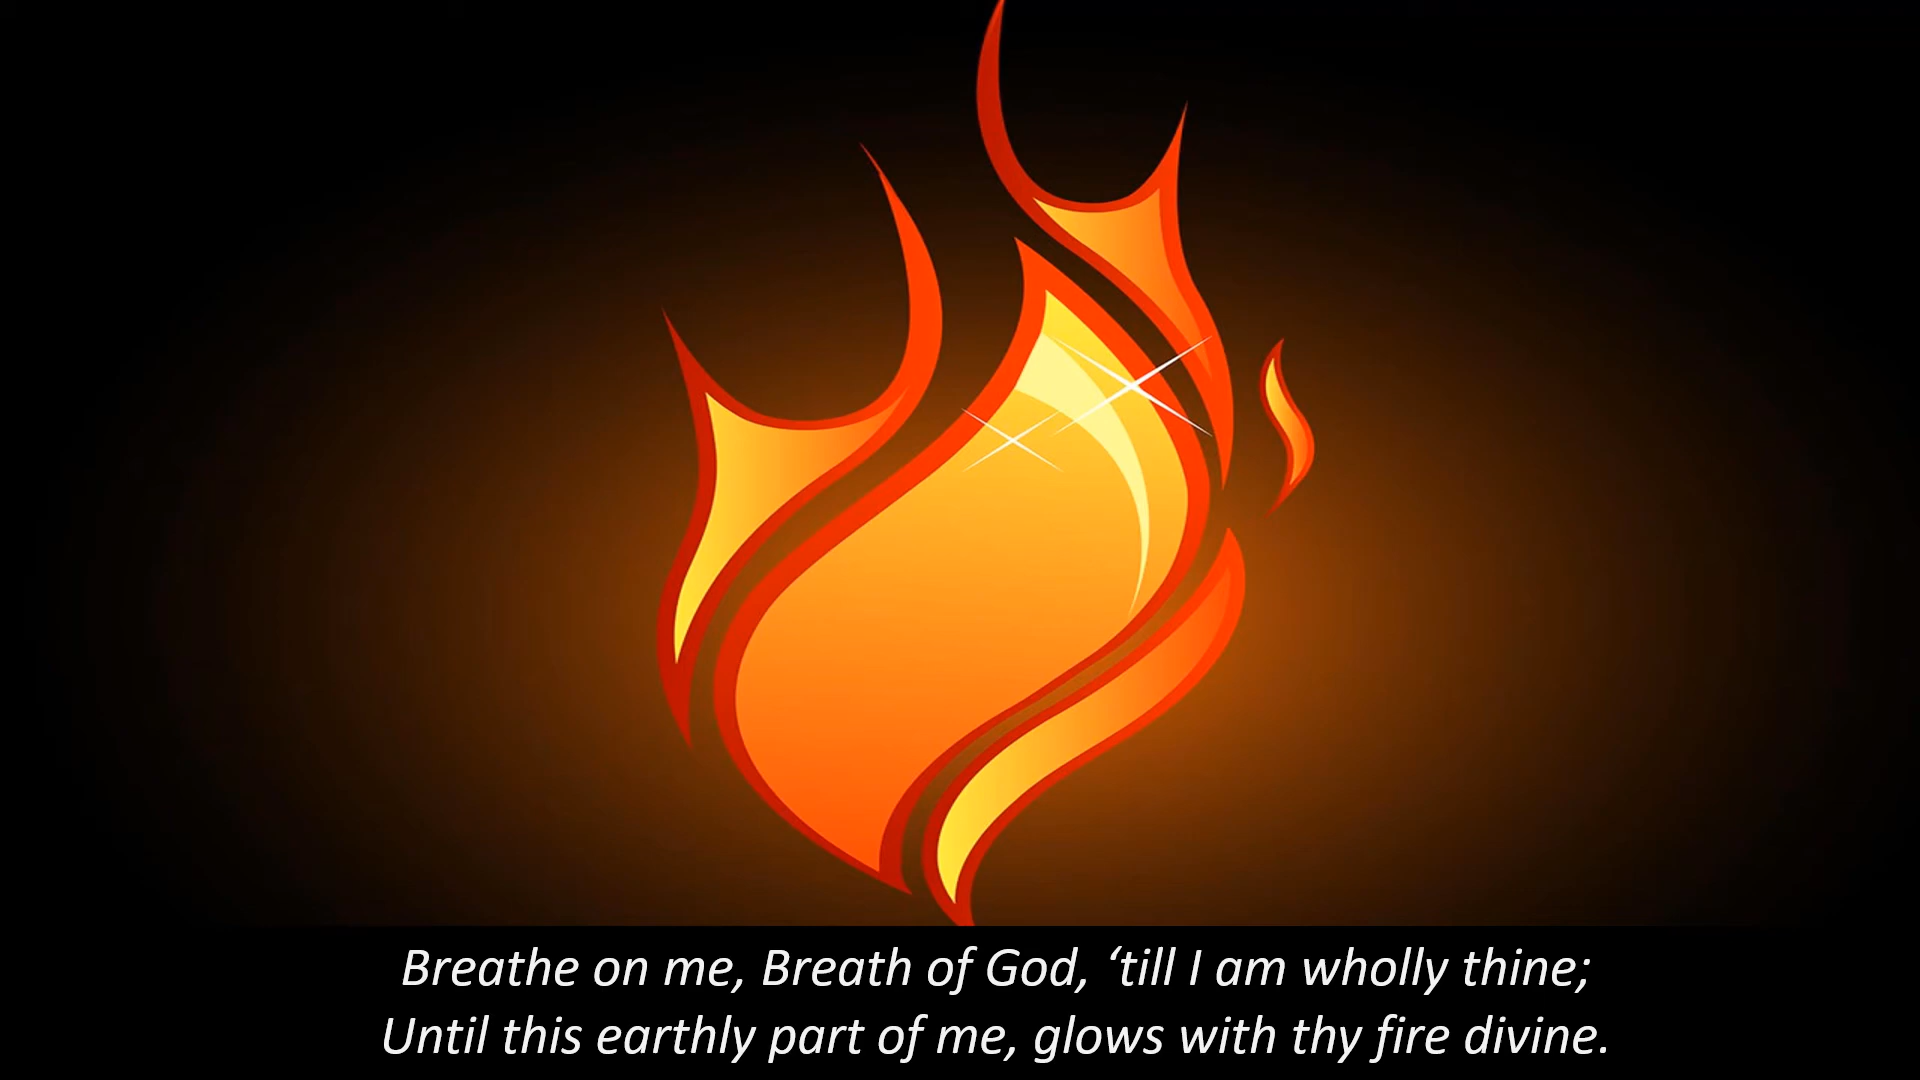 Breathe on me, Breath of God, ‘till I am wholly thine;
Until this earthly part of me, glows with thy fire divine.